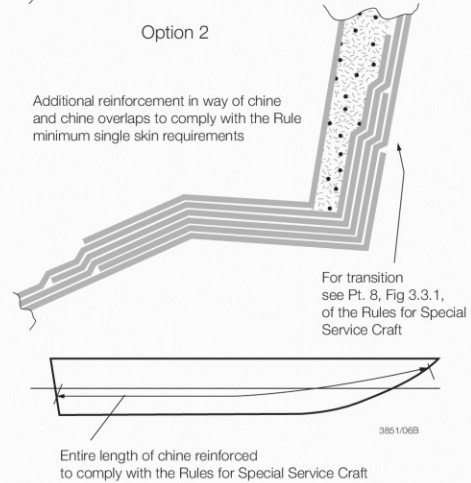 Option 2
Additional reinforcement in way of chine
and chine overlaps to comply with the Rule
minimum single skin requirements
For transition
see Pt. 8, Fig 3.3.1,
of the Rules for Special
Service Craft
3851/06B
Entire length of chine reinforced
to comply with the Rules for Special Service Craft